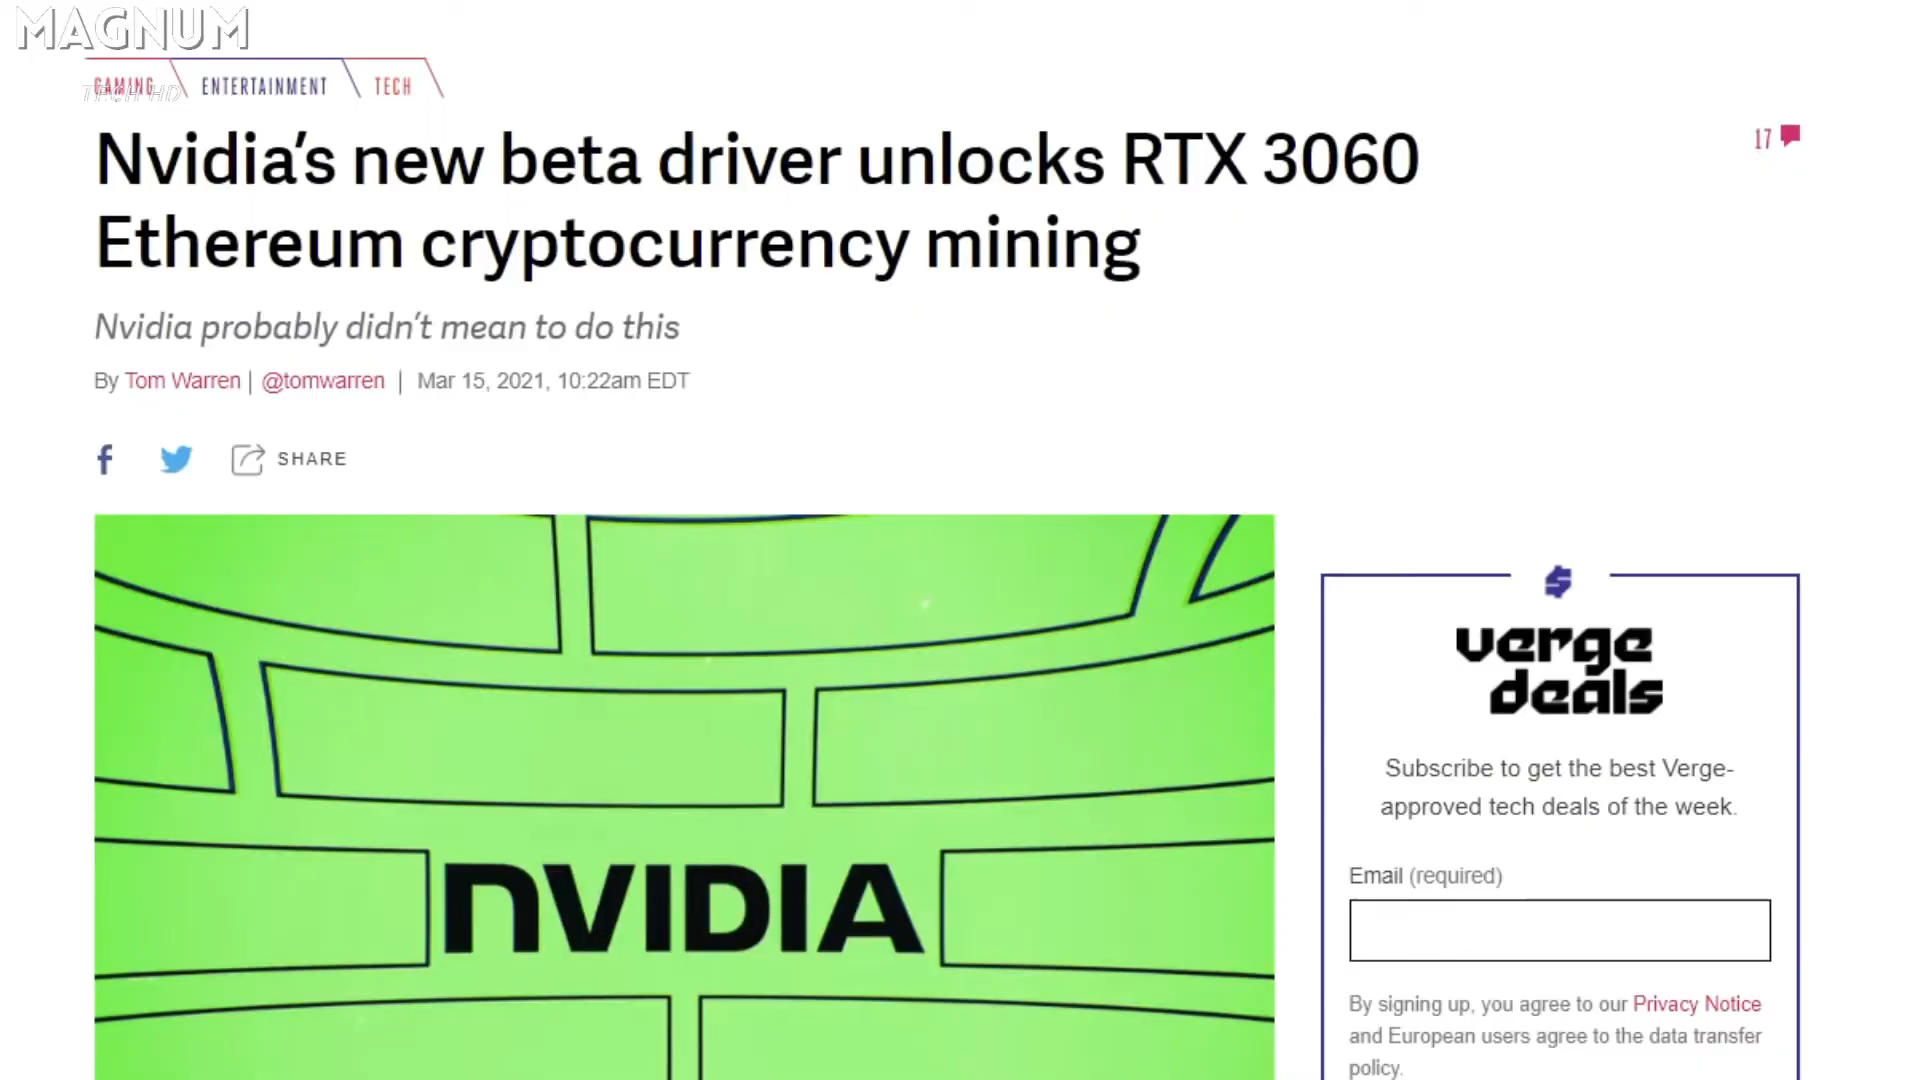 MAGNUM
GAMING ENTERTAINMENT TECH
TECH HD
Nvidia's new beta driver unlocks RTX 3060
Ethereum cryptocurrency mining
17
Nvidia probably didn't mean to do this
By Tom Warren | @tomwarren | Mar 15, 2021, 10:22am EDT
f SHARE
nVIDIA
verge
deals
Subscribe to get the best Verge-
approved tech deals of the week.
Email (required)
By signing up, you agree to our Privacy Notice
and European users agree to the data transfer
policy.